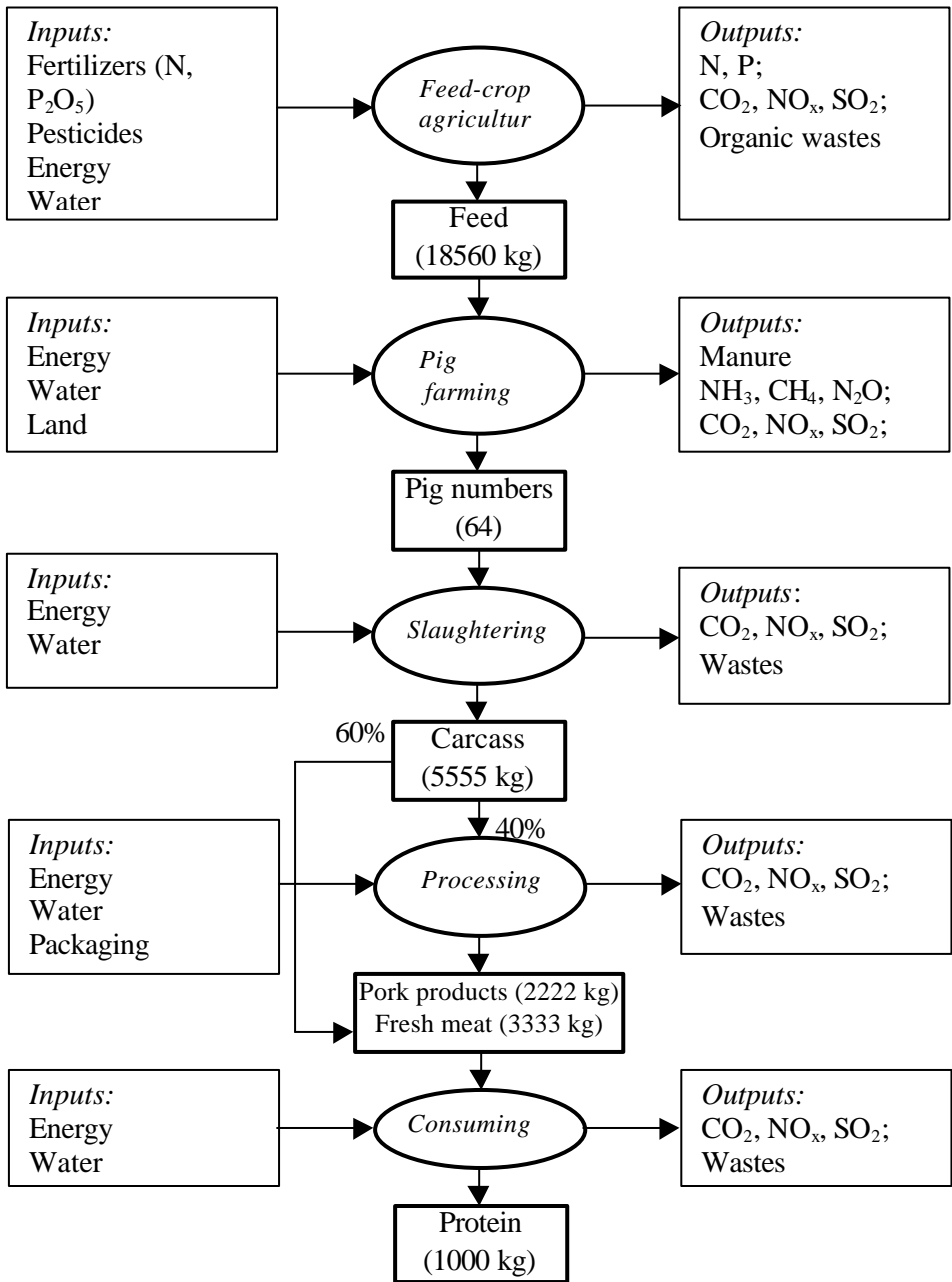 Inputs:
Fertilizers (N,
P₂O₅)
Pesticides
Energy
Water
Feed-crop
agricultur
Outputs:
N, P;
CO₂, NOₓ, SO₂;
Organic wastes
Feed
(18560 kg)
Inputs:
Energy
Water
Land
Pig
farming
Outputs:
Manure
NH₃, CH₄, N₂O;
CO₂, NOₓ, SO₂;
Pig numbers
(64)
Inputs:
Energy
Water
Slaughtering
Outputs:
CO₂, NOₓ, SO₂;
Wastes
60%
Carcass
(5555 kg)
40%
Inputs:
Energy
Water
Packaging
Processing
Outputs:
CO₂, NOₓ, SO₂;
Wastes
Pork products (2222 kg)
Fresh meat (3333 kg)
Inputs:
Energy
Water
Consuming
Outputs:
CO₂, NOₓ, SO₂;
Wastes
Protein
(1000 kg)